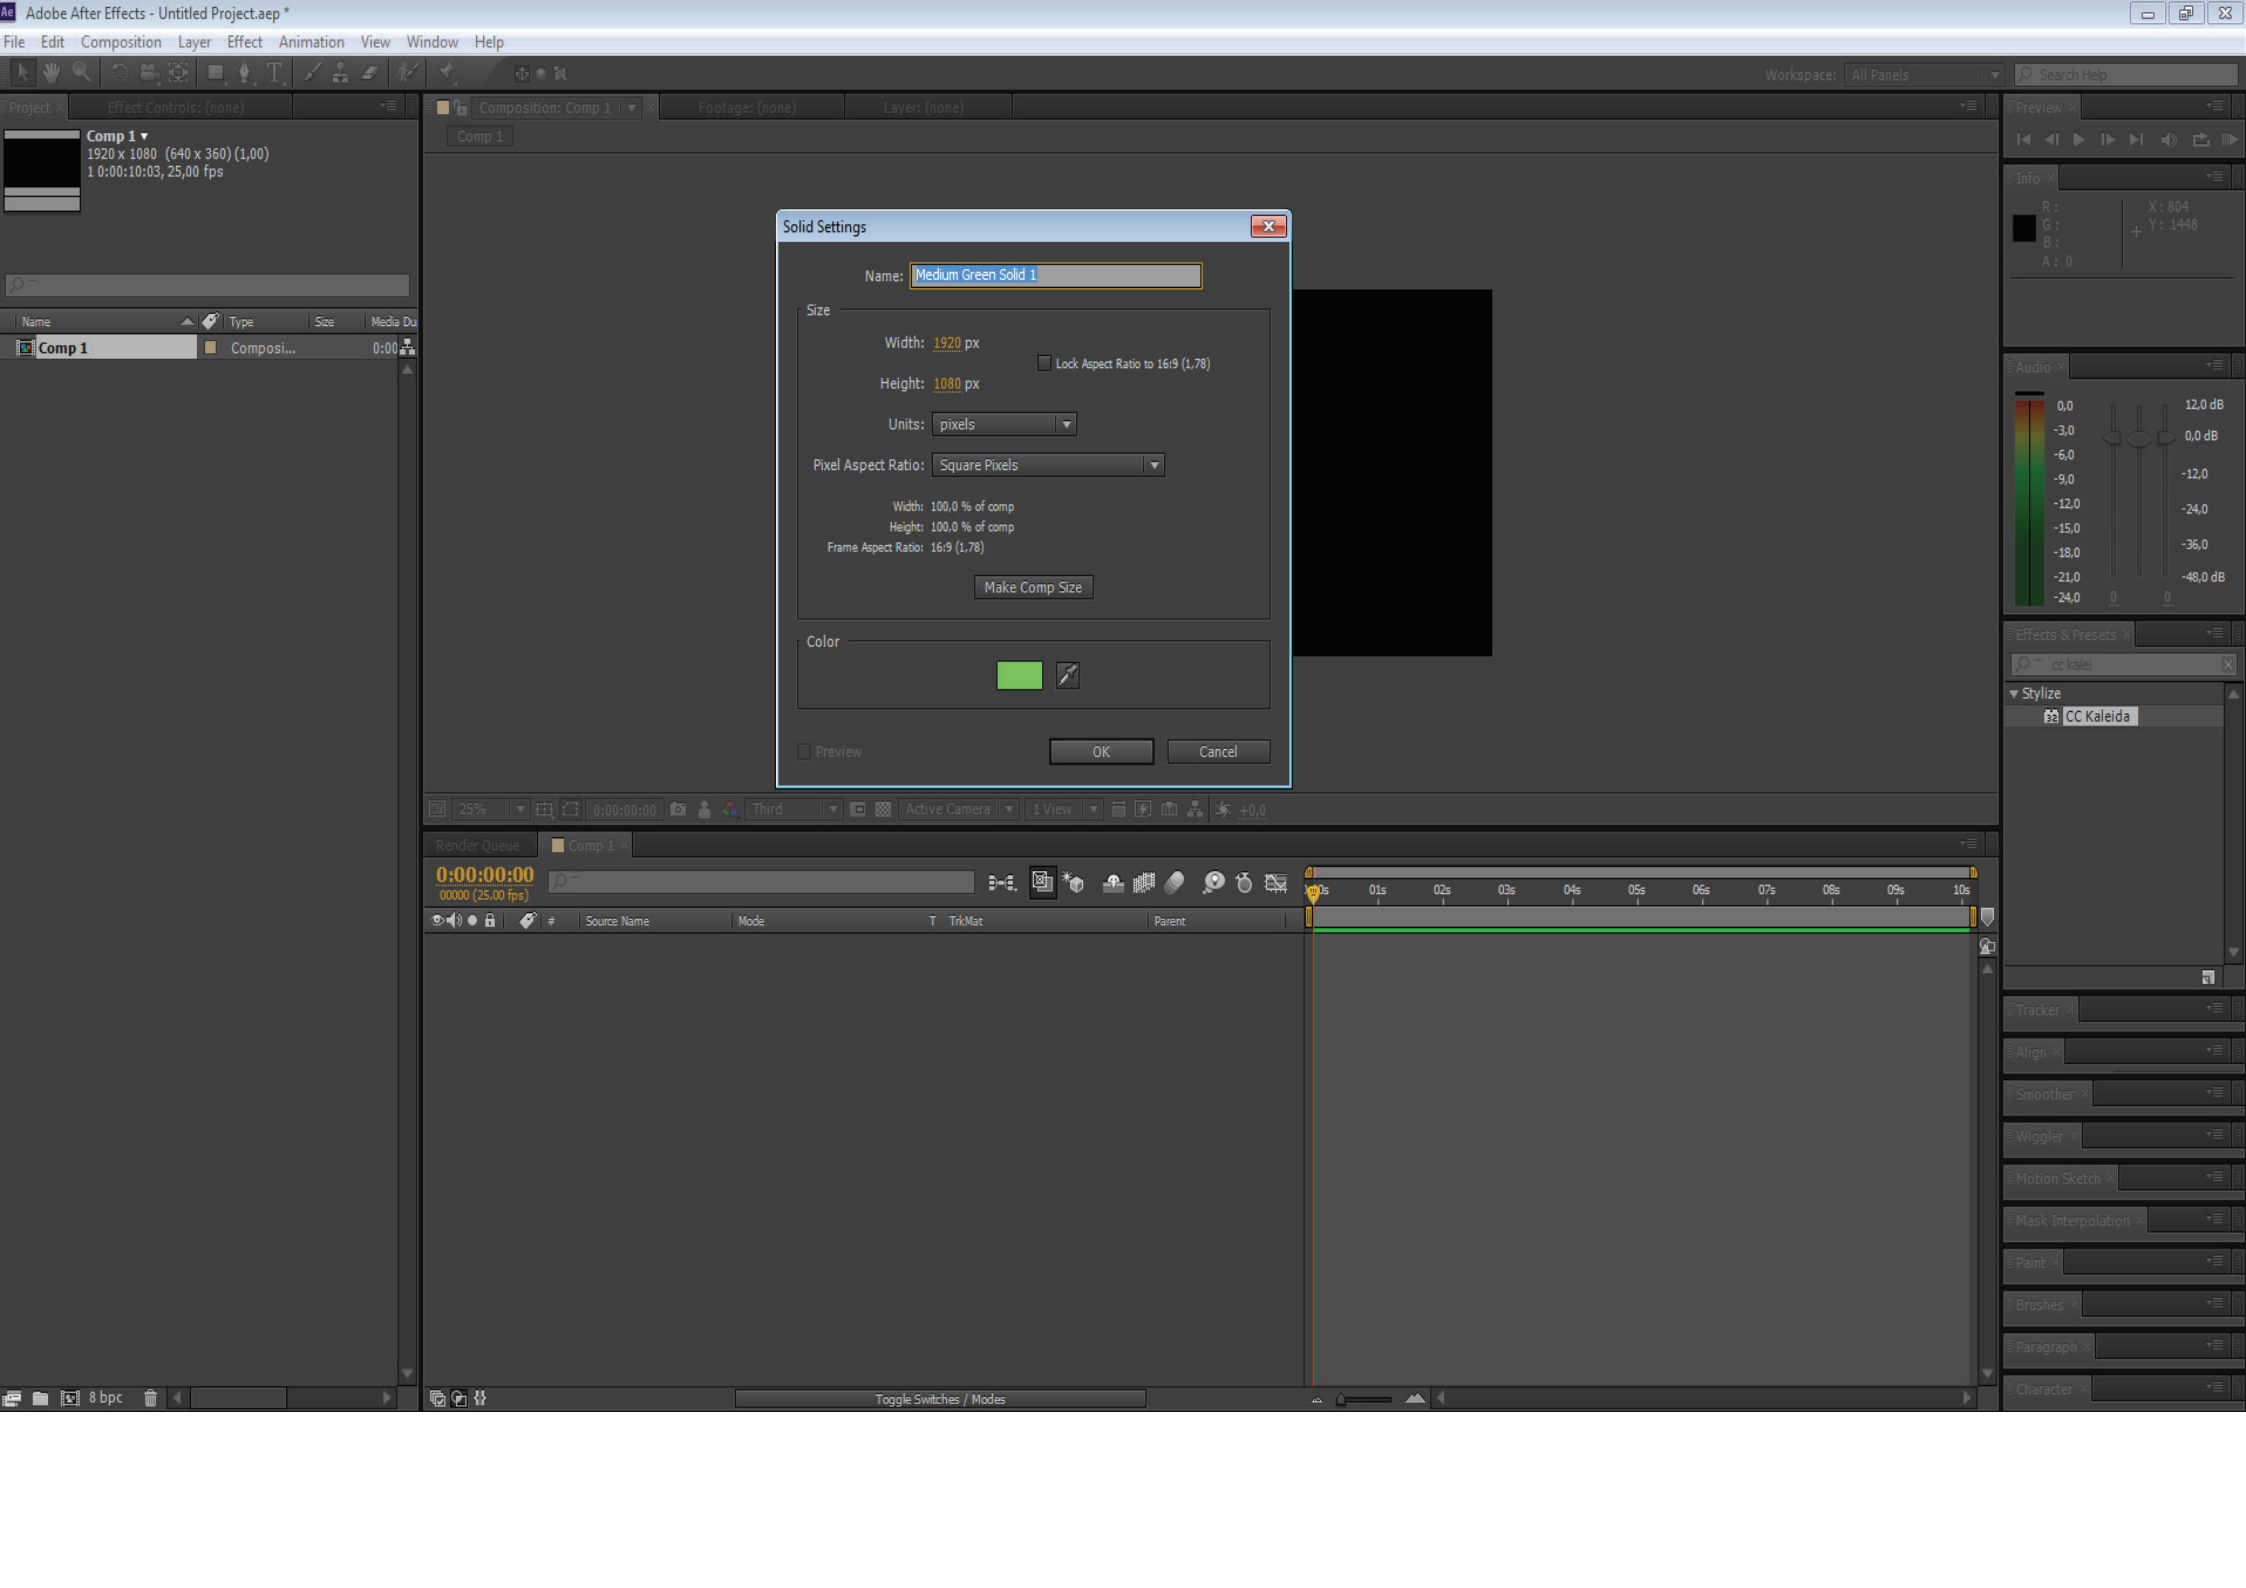 Ae Adobe After Effects - Untitled Project.aep *
File Edit Composition Layer Effect Animation View Window Help
Workspace: All Panels Search Help
Project Effect Controls: (none)
Comp 1
1920 x 1080 (640 x 360) (1,00)
1 0:00:10:03, 25,00 fps
Name Type Size Media Du
Comp 1 Composi... 0:00
8 bpc
Composition: Comp 1 Footage: (none) Layer: (none)
Comp 1
Solid Settings
Name: Medium Green Solid 1
Size
Width: 1920 px
Lock Aspect Ratio to 16:9 (1,78)
Height: 1080 px
Units: pixels
Pixel Aspect Ratio: Square Pixels
Width: 100,0 % of comp
Height: 100,0 % of comp
Frame Aspect Ratio: 16:9 (1,78)
Make Comp Size
Color
Preview OK Cancel
25% 0:00:00:00 Third Active Camera 1 View +0,0
Render Queue Comp 1
0:00:00:00
00000 (25.00 fps)
01s 02s 03s 04s 05s 06s 07s 08s 09s 10s
# Source Name Mode T TrkMat Parent
Toggle Switches / Modes
Preview
Info
R: X: 804
G: Y: 1448
B:
A: 0
Audio
0,0 12,0 dB
-3,0 0,0 dB
-6,0
-9,0 -12,0
-12,0 -24,0
-15,0
-18,0 -36,0
-21,0 -48,0 dB
-24,0 0 0
Effects & Presets
cc kalei
Stylize
32 CC Kaleida
Tracker
Align
Smoother
Wiggler
Motion Sketch
Mask Interpolation
Paint
Brushes
Paragraph
Character